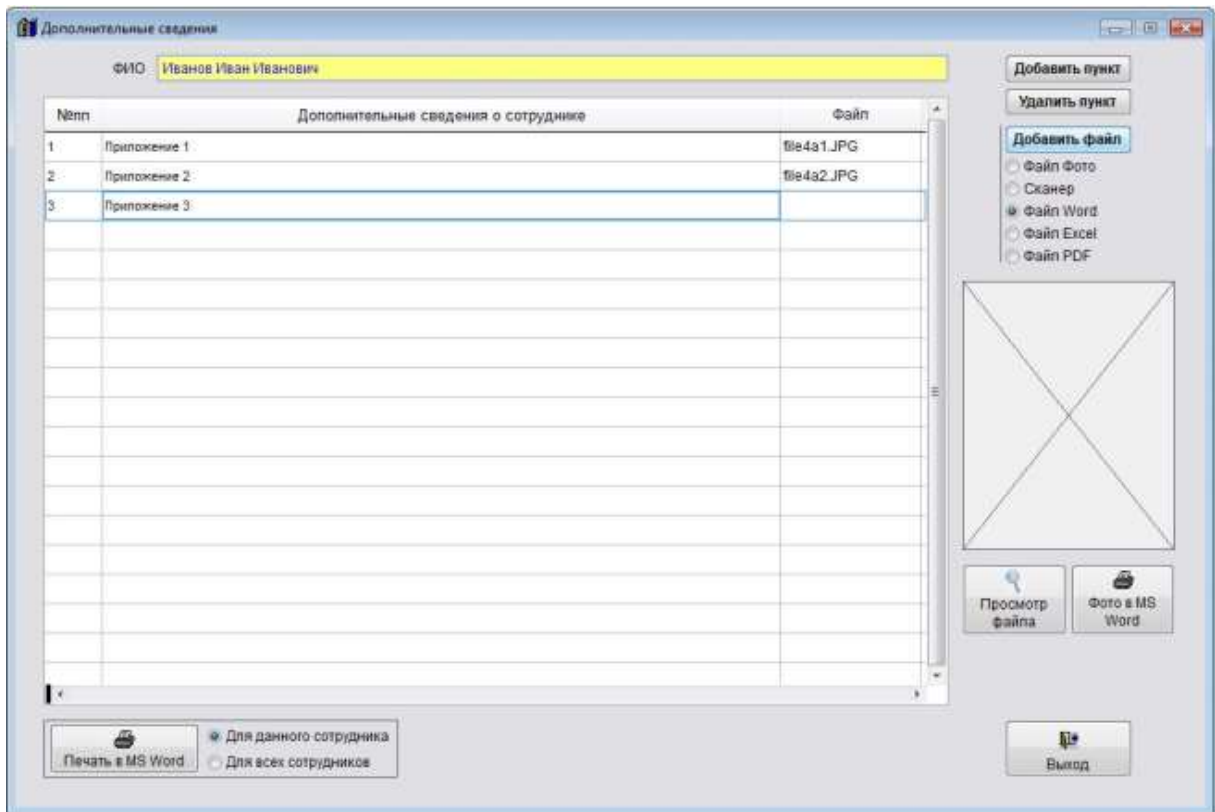 Дополнительные сведения
ФИО Иванов Иван Иванович
Добавить пункт
Удалить пункт
№пп Дополнительные сведения о сотруднике Файл
Добавить файл
1 Приложение 1 file4a1.JPG
Файл Фото
2 Приложение 2 file4a2.JPG
Сканер
3 Приложение 3
Файл Word
Файл Excel
Файл PDF
Просмотр файла
Фото в MS Word
Печать в MS Word
Для данного сотрудника
Для всех сотрудников
Выход